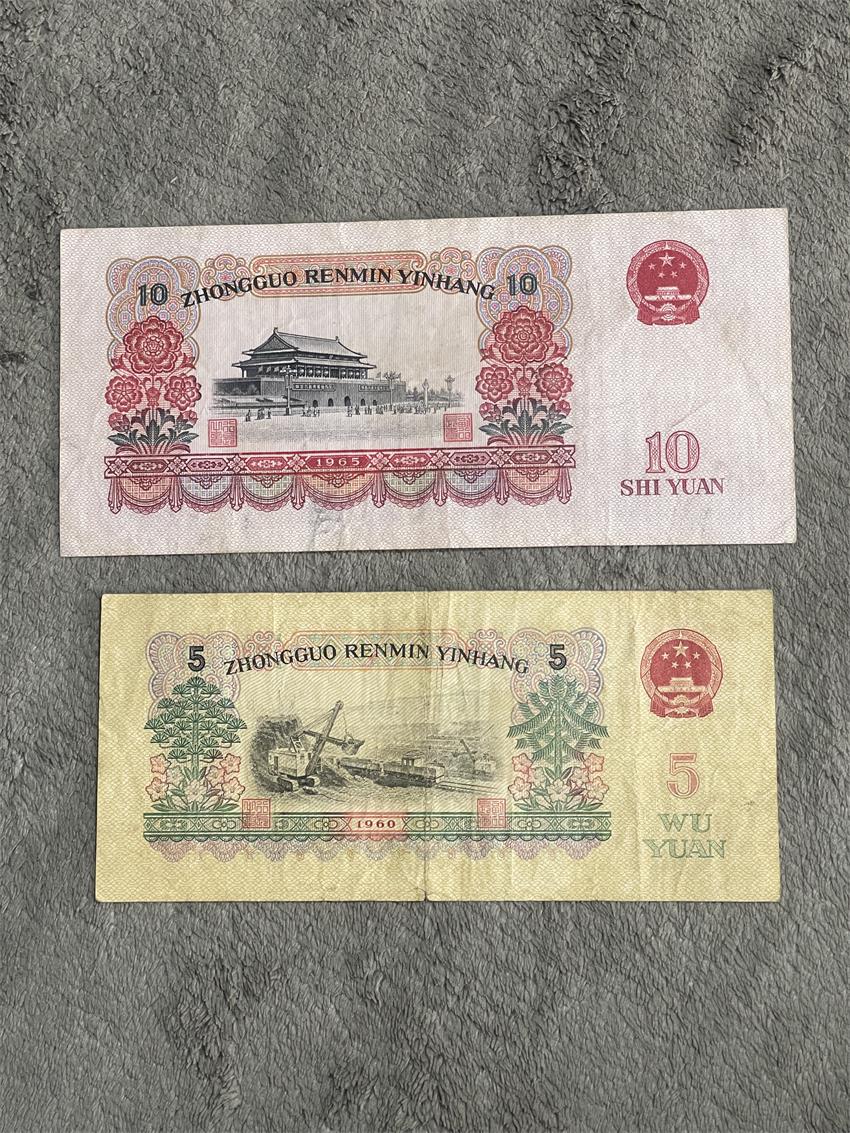 10 ZHONGGUO RENMIN YINHANG 10
1965
10
SHI YUAN
5 ZHONGGUO RENMIN YINHANG 5
1960
5
WU
YUAN